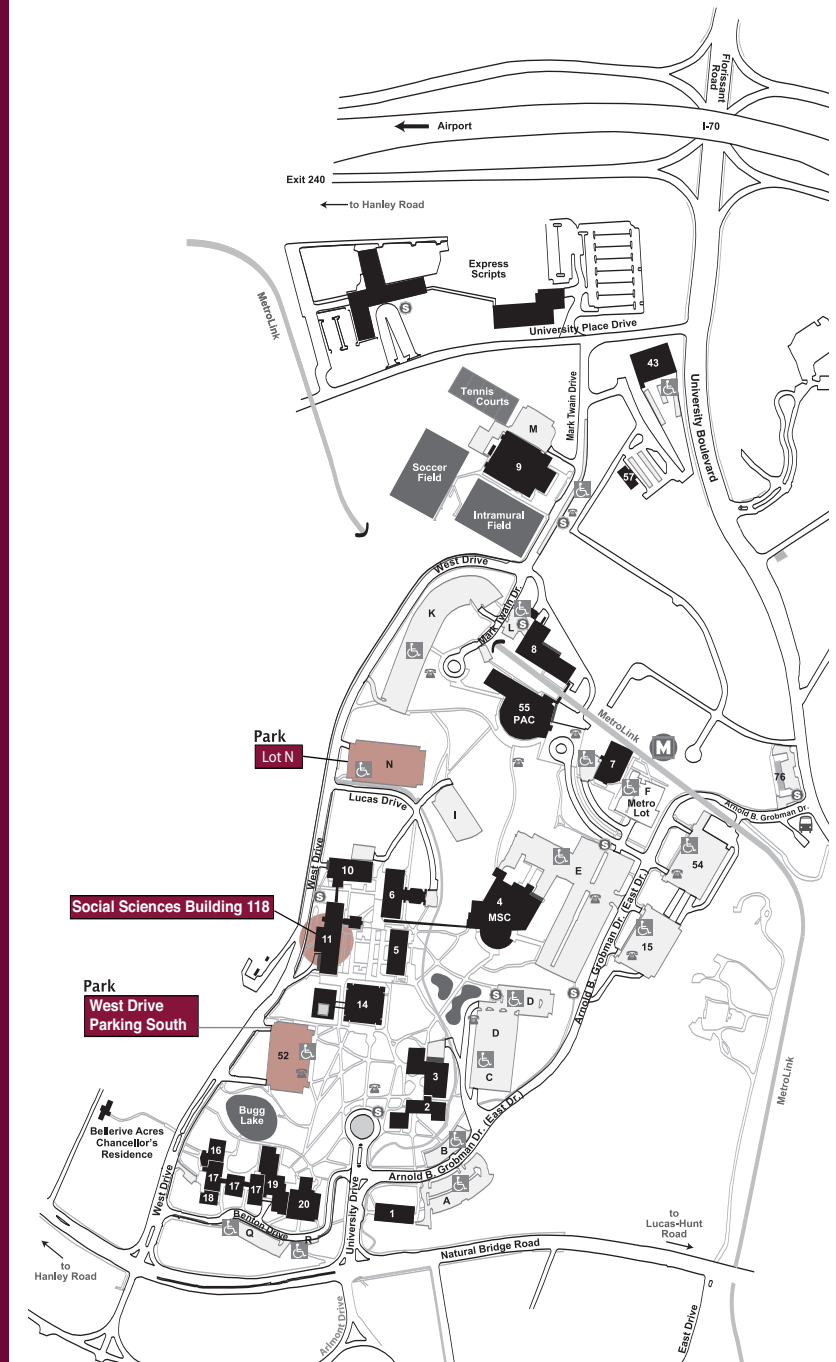 Florissant
Road
Airport
I-70
Exit 240
to Hanley Road
MetroLink
Express
Scripts
S
University Place Drive
43
Mark Twain Drive
University Boulevard
Tennis
Courts
M
9
Soccer
Field
57
Intramural
Field
S
West Drive
K
Mark Twain Dr.
L
S
8
55
PAC
MetroLink
M
Park
Lot N
N
7
F
Metro
Lot
76
S
Arnold B. Grobman Dr.
Lucas Drive
I
West Drive
10
E
S
54
S
6
4
MSC
Social Sciences Building 118
11
5
15
Arnold B. Grobman Dr. (East Dr.)
Park
West Drive
Parking South
14
S
D
S
D
52
C
3
MetroLink
2
S
Bugg
Lake
Bellerive Acres
Chancellor's
Residence
B
Arnold B. Grobman Dr. (East Dr.)
16
17
17
17
19
18
20
A
1
West Drive
Benton Drive
Q
R
University Drive
to
Lucas-Hunt
Road
Natural Bridge Road
to
Hanley Road
Arlmont Drive
East Drive